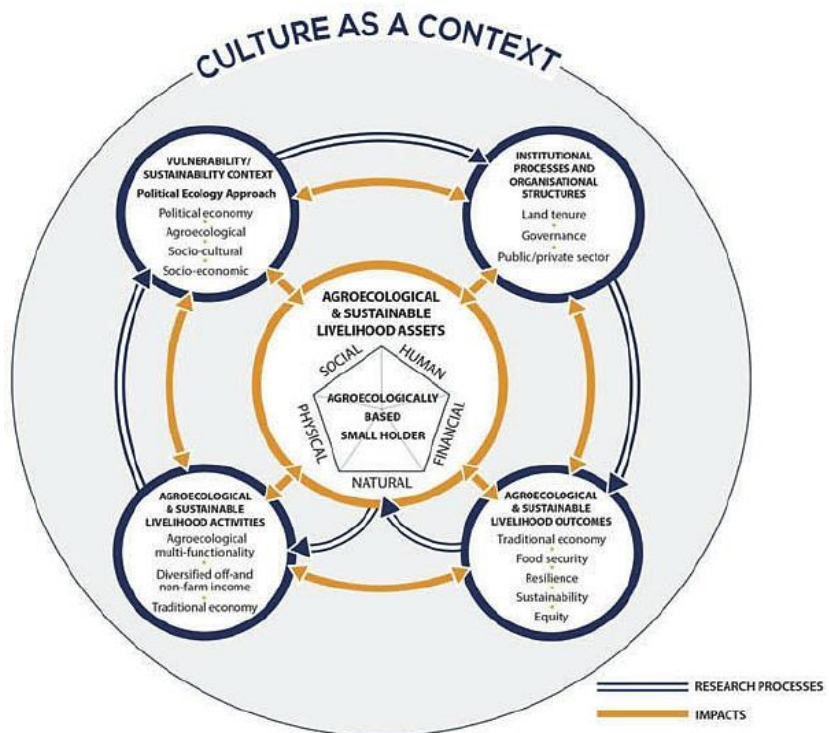 CULTURE AS A CONTEXT
VULNERABILITY/
SUSTAINABILITY CONTEXT
Political Ecology Approach
Political economy
Agroecological
Socio-cultural
Socio-economic
INSTITUTIONAL
PROCESSES AND
ORGANISATIONAL
STRUCTURES
Land tenure
Governance
Public/private sector
AGROECOLOGICAL
& SUSTAINABLE
LIVELIHOOD ASSETS
SOCIAL
HUMAN
PHYSICAL
FINANCIAL
NATURAL
AGROECOLOGICALLY
BASED
SMALL HOLDER
AGROECOLOGICAL
& SUSTAINABLE
LIVELIHOOD ACTIVITIES
Agroecological
multi-functionality
Diversified off-and
non-farm income
Traditional economy
AGROECOLOGICAL
& SUSTAINABLE
LIVELIHOOD OUTCOMES
Traditional economy
Food security
Resilience
Sustainability
Equity
RESEARCH PROCESSES
IMPACTS